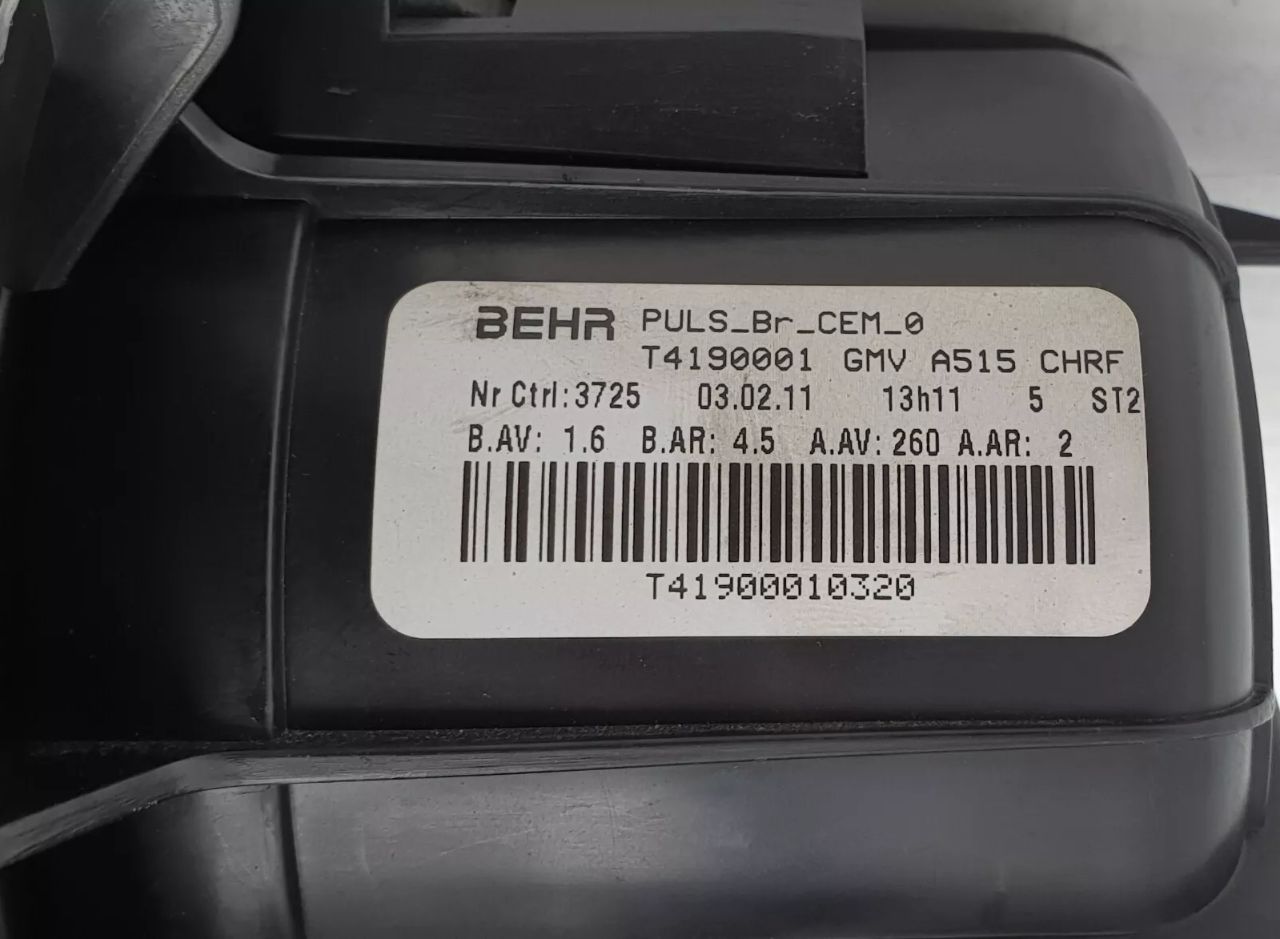 BEHR PULS_Br_CEM_0
T4190001 GMV A515 CHRF
Nr Ctrl:3725 03.02.11 13h11 5 ST2
B.AV: 1.6 B.AR: 4.5 A.AV: 260 A.AR: 2
T41900010320